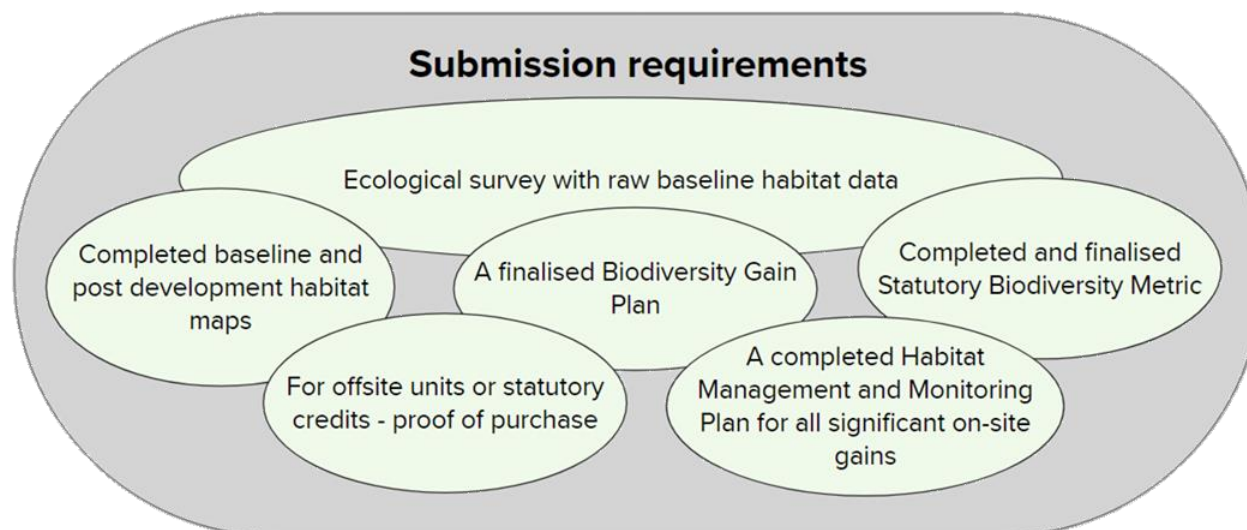 Submission requirements
Ecological survey with raw baseline habitat data
Completed baseline and
post development habitat
maps
A finalised Biodiversity Gain
Plan
Completed and finalised
Statutory Biodiversity Metric
For offsite units or statutory
credits - proof of purchase
A completed Habitat
Management and Monitoring
Plan for all significant on-site
gains